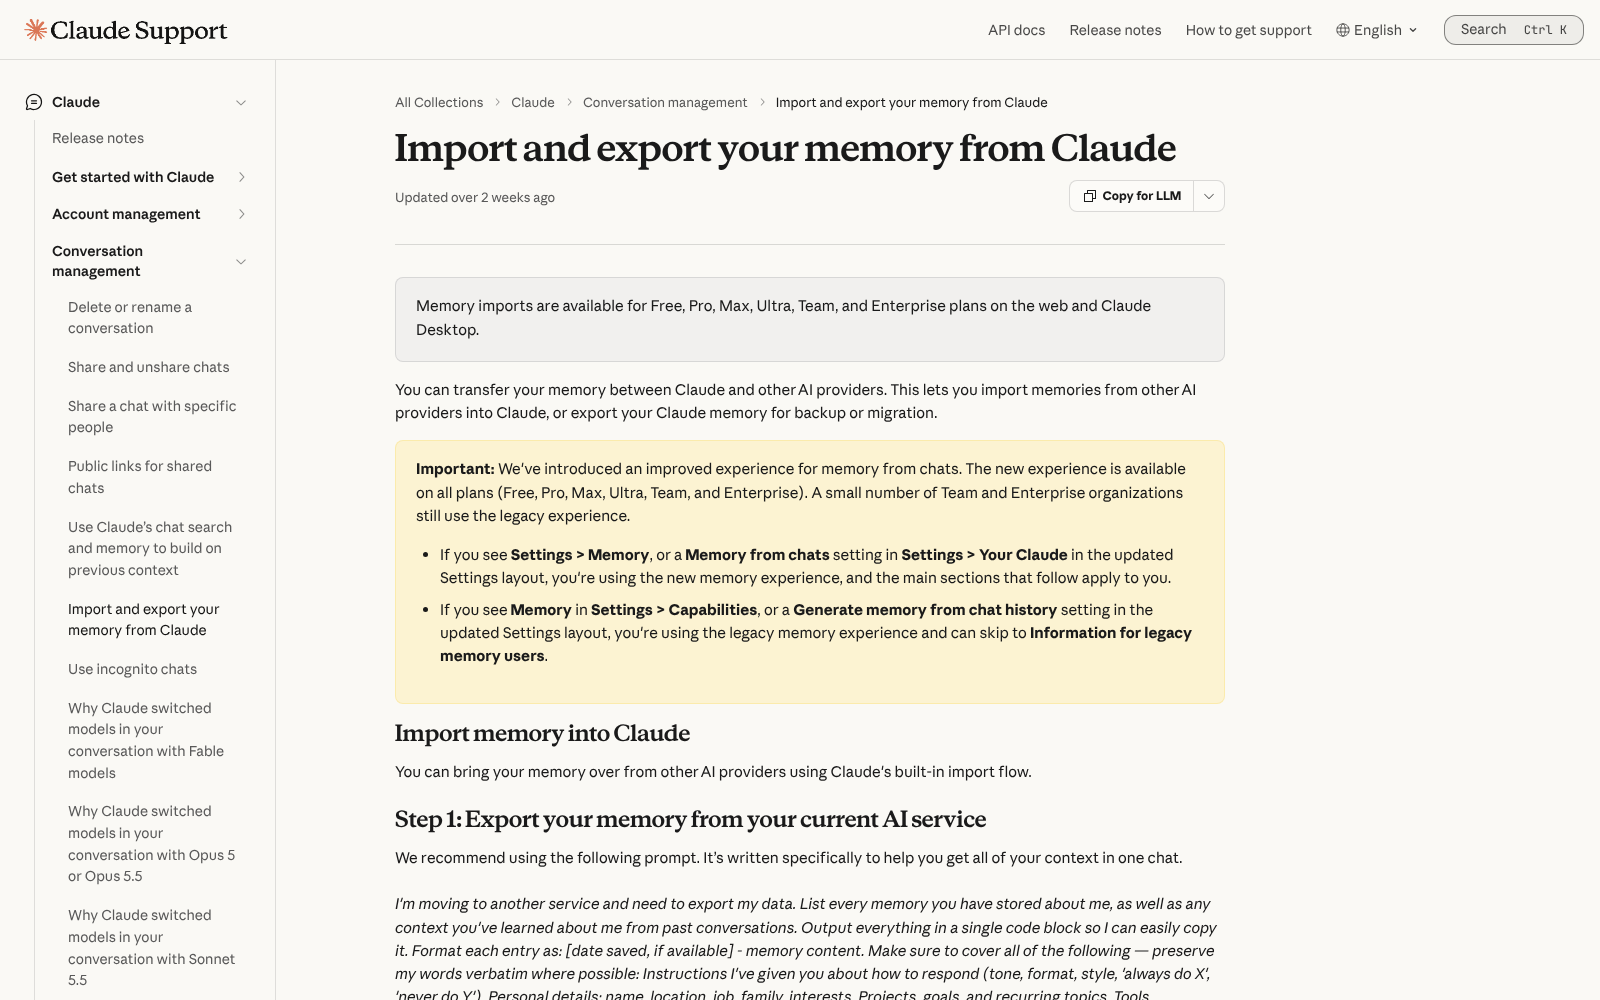 Claude Support
API docs
Release notes
How to get support
English
Search Ctrl K
Claude
Release notes
Get started with Claude
Account management
Conversation
management
Delete or rename a
conversation
Share and unshare chats
Share a chat with specific
people
Public links for shared
chats
Use Claude's chat search
and memory to build on
previous context
Import and export your
memory from Claude
Use incognito chats
Why Claude switched
models in your
conversation with Fable
models
Why Claude switched
models in your
conversation with Opus 5
or Opus 5.5
Why Claude switched
models in your
conversation with Sonnet
5.5
All Collections > Claude > Conversation management > Import and export your memory from Claude
Import and export your memory from Claude
Updated over 2 weeks ago
Copy for LLM
Memory imports are available for Free, Pro, Max, Ultra, Team, and Enterprise plans on the web and Claude
Desktop.
You can transfer your memory between Claude and other AI providers. This lets you import memories from other AI
providers into Claude, or export your Claude memory for backup or migration.
Important: We've introduced an improved experience for memory from chats. The new experience is available
on all plans (Free, Pro, Max, Ultra, Team, and Enterprise). A small number of Team and Enterprise organizations
still use the legacy experience.
• If you see Settings > Memory, or a Memory from chats setting in Settings > Your Claude in the updated
Settings layout, you're using the new memory experience, and the main sections that follow apply to you.
• If you see Memory in Settings > Capabilities, or a Generate memory from chat history setting in the
updated Settings layout, you're using the legacy memory experience and can skip to Information for legacy
memory users.
Import memory into Claude
You can bring your memory over from other AI providers using Claude's built-in import flow.
Step 1: Export your memory from your current AI service
We recommend using the following prompt. It's written specifically to help you get all of your context in one chat.
I'm moving to another service and need to export my data. List every memory you have stored about me, as well as any
context you've learned about me from past conversations. Output everything in a single code block so I can easily copy
it. Format each entry as: [date saved, if available] - memory content. Make sure to cover all of the following — preserve
my words verbatim where possible: Instructions I've given you about how to respond (tone, format, style, 'always do X',
'never do Y'). Personal details: name, location, job, family, interests. Projects, goals, and recurring topics. Tools,